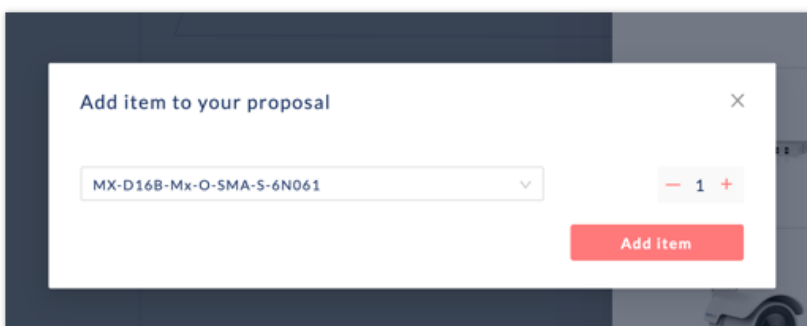 Add item to your proposal
MX-D16B-Mx-O-SMA-S-6N061
1
Add item